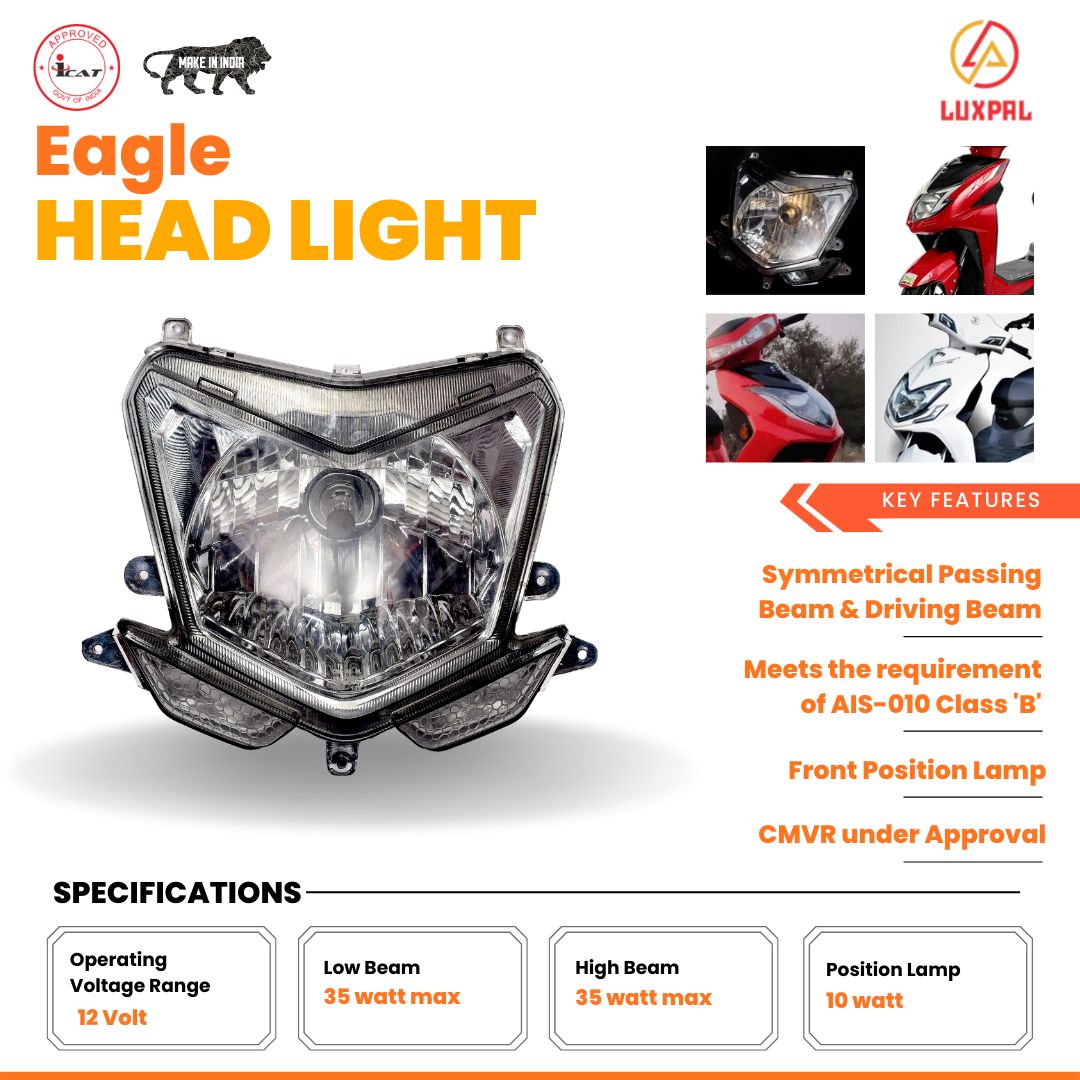 APPROVED
iCAT
GOVT OF INDIA
MAKE IN INDIA
LUXPAL
Eagle
HEAD LIGHT
KEY FEATURES
Symmetrical Passing
Beam & Driving Beam
Meets the requirement
of AIS-010 Class 'B'
Front Position Lamp
CMVR under Approval
SPECIFICATIONS
Operating
Voltage Range
12 Volt
Low Beam
35 watt max
High Beam
35 watt max
Position Lamp
10 watt